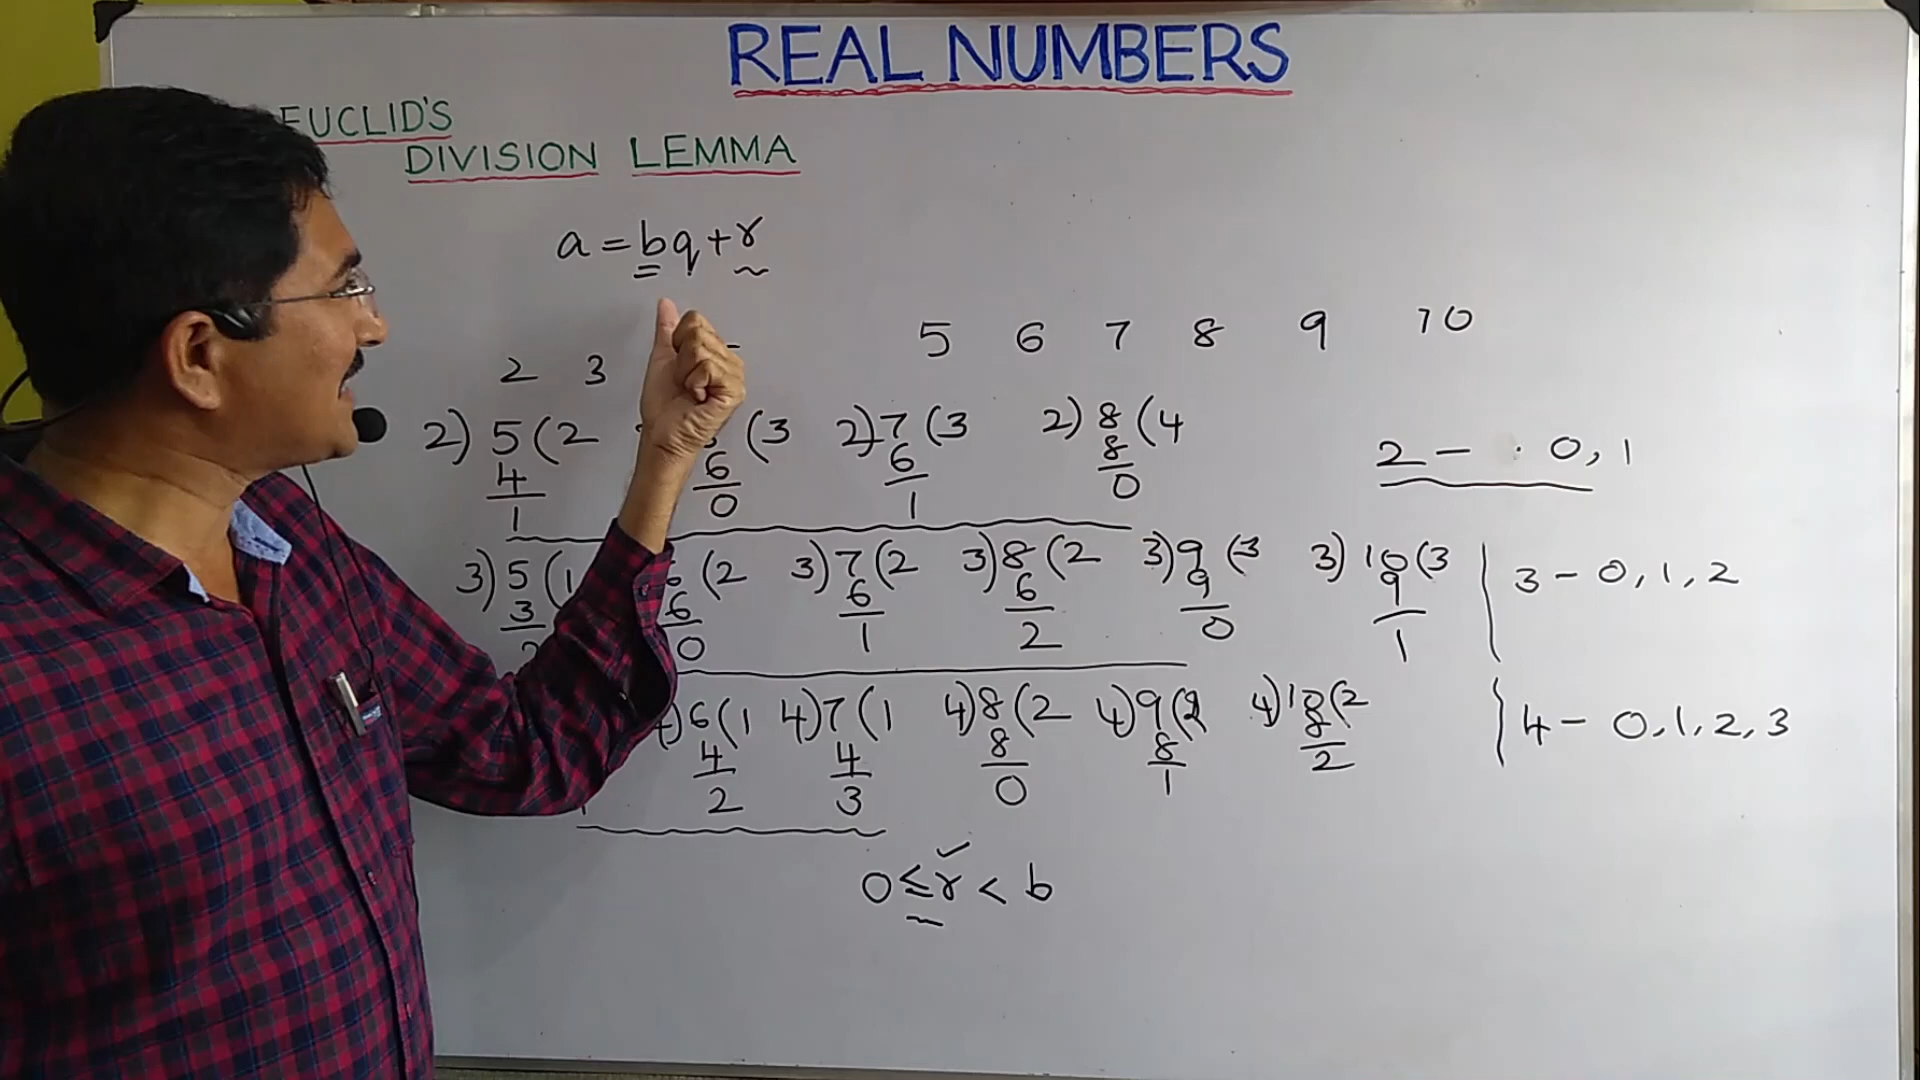 REAL NUMBERS
EUCLID'S
DIVISION LEMMA
a = bq + r
5 6 7 8 9 10
2 3
2) 5 (2 (3 2) 7 (3 2) 8 (4
4 6 6 8
1 0 1 0
2 - 0, 1
3) 5 (1 (2 3) 7 (2 3) 8 (2 3) 9 (3 3) 10 (3
3 6 6 6 9 9
0 1 2 0 1
3 - 0, 1, 2
6 (1 4) 7 (1 4) 8 (2 4) 9 (2 4) 10 (2
4 4 8 8 8
2 3 0 1 2
4 - 0, 1, 2, 3
0 ≤ r < b